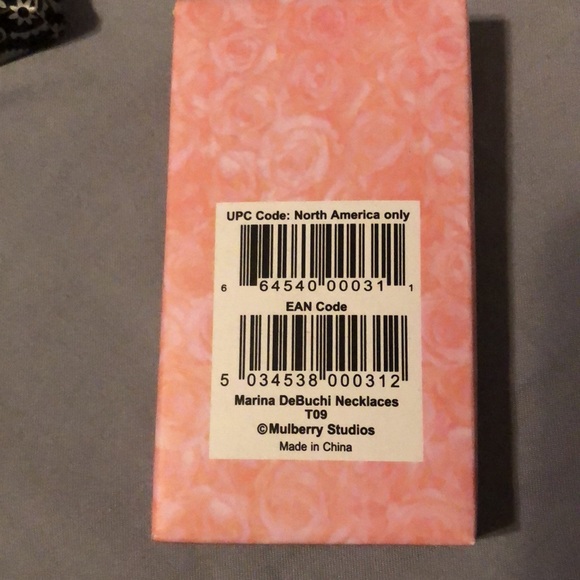 UPC Code: North America only
6 64540 00031 1
EAN Code
5 034538 000312
Marina DeBuchi Necklaces
T09
©Mulberry Studios
Made in China